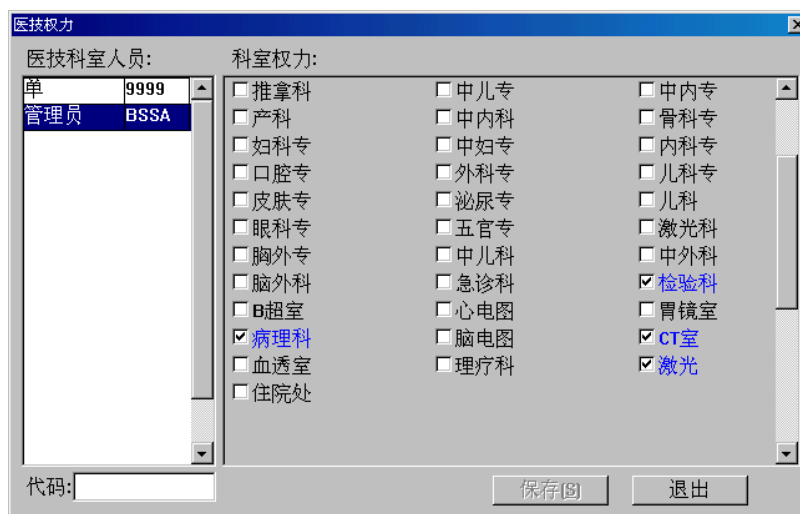 医技权力
医技科室人员: 科室权力:
单 9999
管理员 BSSA
推拿科 中儿专 中内专
产科 中内科 骨科专
妇科专 中妇专 内科专
口腔专 外科专 儿科专
皮肤专 泌尿专 儿科
眼科专 五官专 激光科
胸外专 中儿科 中外科
脑外科 急诊科 检验科
B超室 心电图 胃镜室
病理科 脑电图 CT室
血透室 理疗科 激光
住院处
代码: 保存(S) 退出